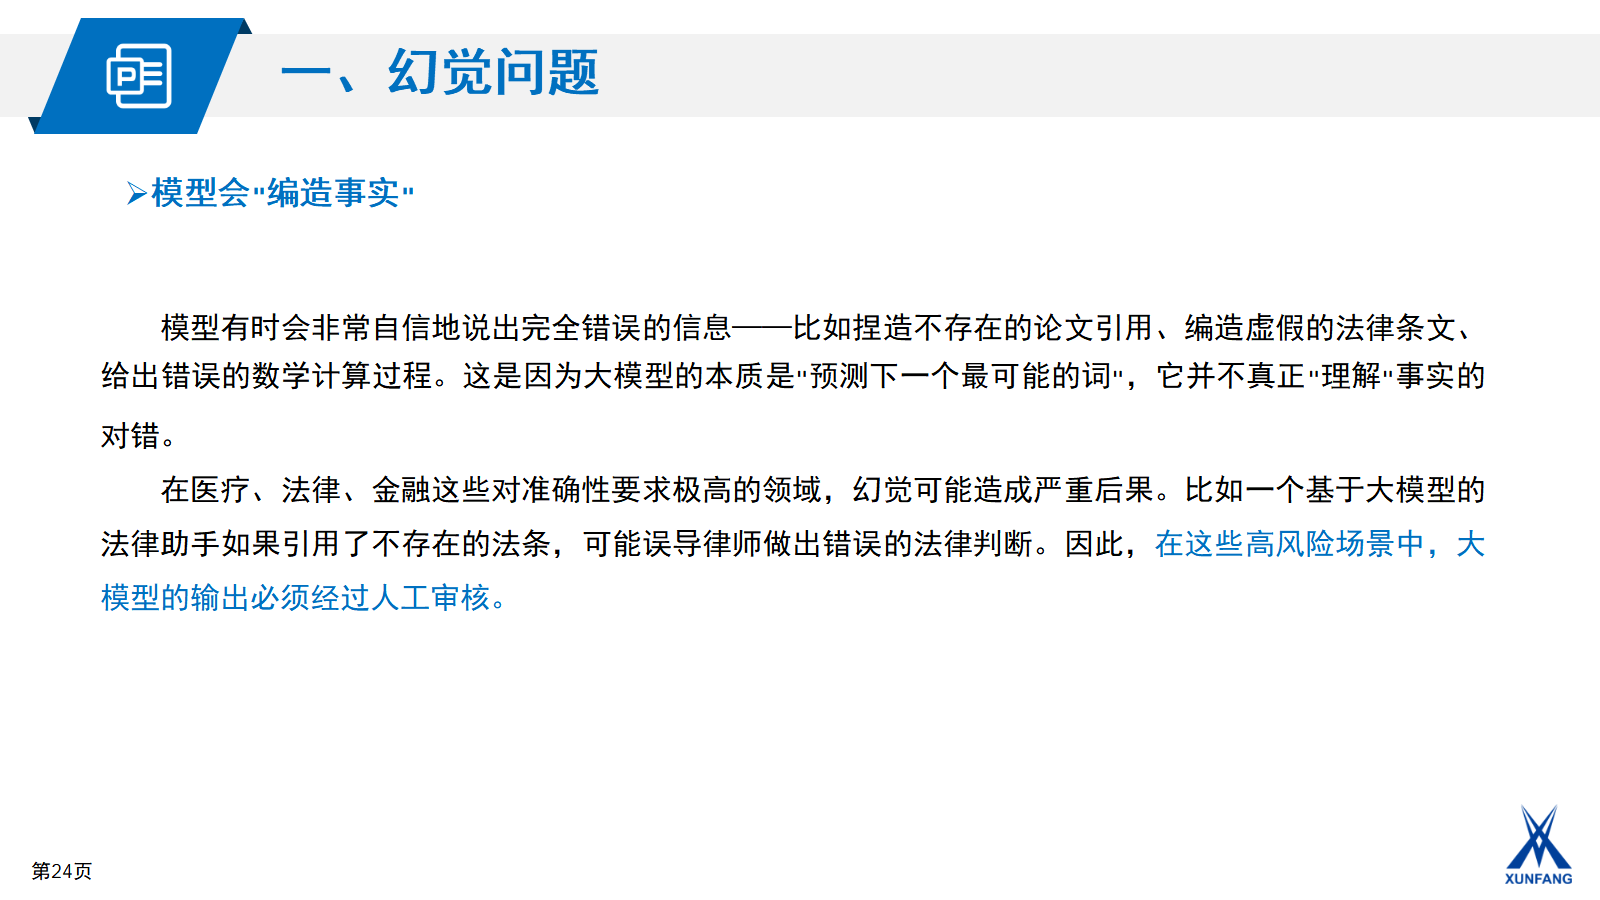 一、幻觉问题
➢模型会"编造事实"
模型有时会非常自信地说出完全错误的信息——比如捏造不存在的论文引用、编造虚假的法律条文、
给出错误的数学计算过程。这是因为大模型的本质是"预测下一个最可能的词"，它并不真正"理解"事实的
对错。
在医疗、法律、金融这些对准确性要求极高的领域，幻觉可能造成严重后果。比如一个基于大模型的
法律助手如果引用了不存在的法条，可能误导律师做出错误的法律判断。因此，在这些高风险场景中，大
模型的输出必须经过人工审核。
第24页
XUNFANG